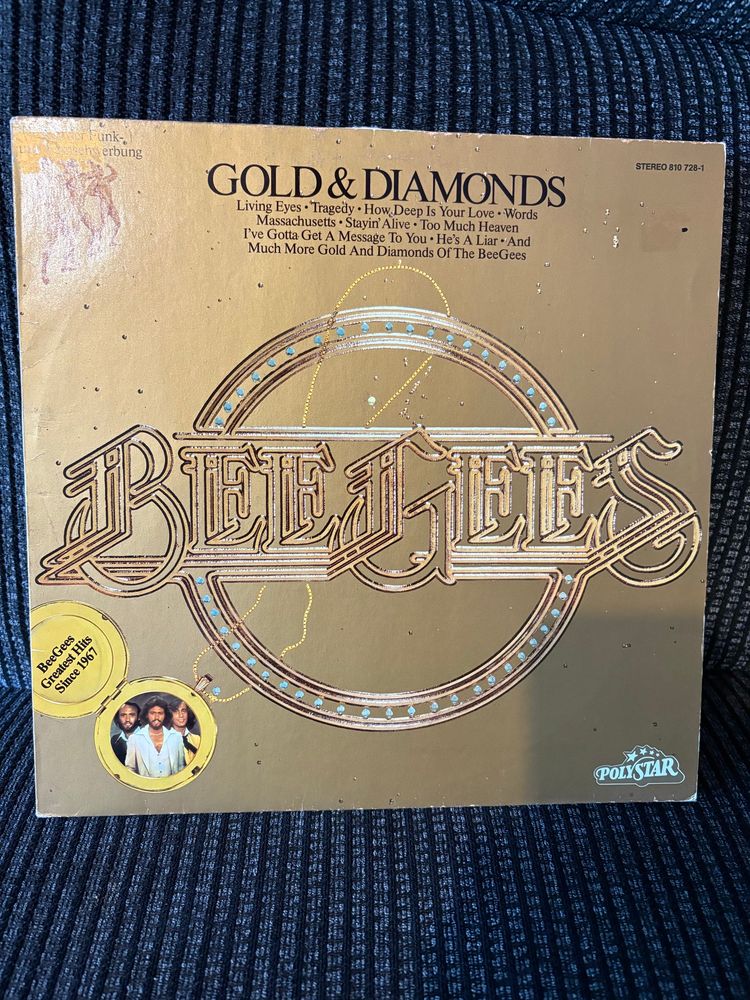 Funk-
werbung
STEREO 810 728-1
GOLD & DIAMONDS
Living Eyes • Tragedy • How Deep Is Your Love • Words
Massachusetts • Stayin' Alive • Too Much Heaven
I've Gotta Get A Message To You • He's A Liar • And
Much More Gold And Diamonds Of The BeeGees
BEE GEES
BeeGees
Greatest Hits
Since 1967
POLYSTAR